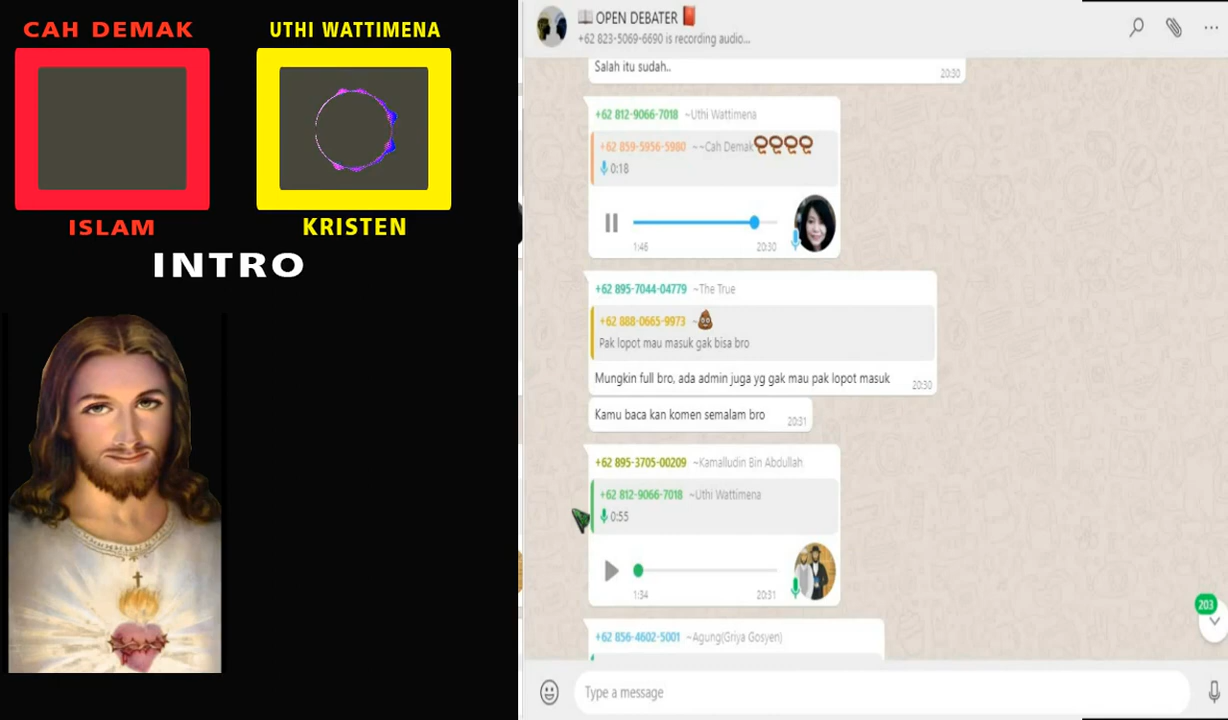 CAH DEMAK
UTHI WATTIMENA
ISLAM
KRISTEN
INTRO
OPEN DEBATER
+62 823-5069-6690 is recording audio...
Salah itu sudah..
20:30
+62 812-9066-7018 ~Uthi Wattimena
+62 859-5956-5980 ~~Cah Demak
0:18
1:46
20:30
+62 895-7044-04779 ~The True
+62 888-0665-9973 ~💩
Pak lopot mau masuk gak bisa bro
Mungkin full bro, ada admin juga yg gak mau pak lopot masuk
20:30
Kamu baca kan komen semalam bro
20:31
+62 895-3705-00209 ~Kamalludin Bin Abdullah
+62 812-9066-7018 ~Uthi Wattimena
0:55
1:34
20:31
203
+62 856-4602-5001 ~Agung(Griya Gosyen)
Type a message